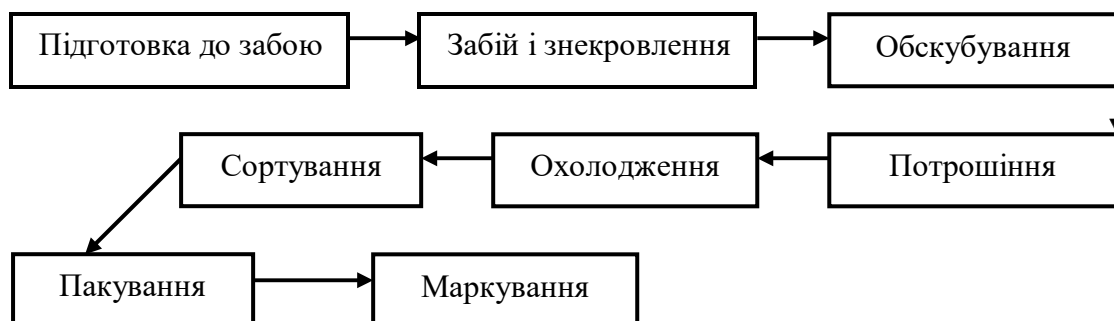 Підготовка до забою
Забій і знекровлення
Обскубування
Потрошіння
Охолодження
Сортування
Пакування
Маркування